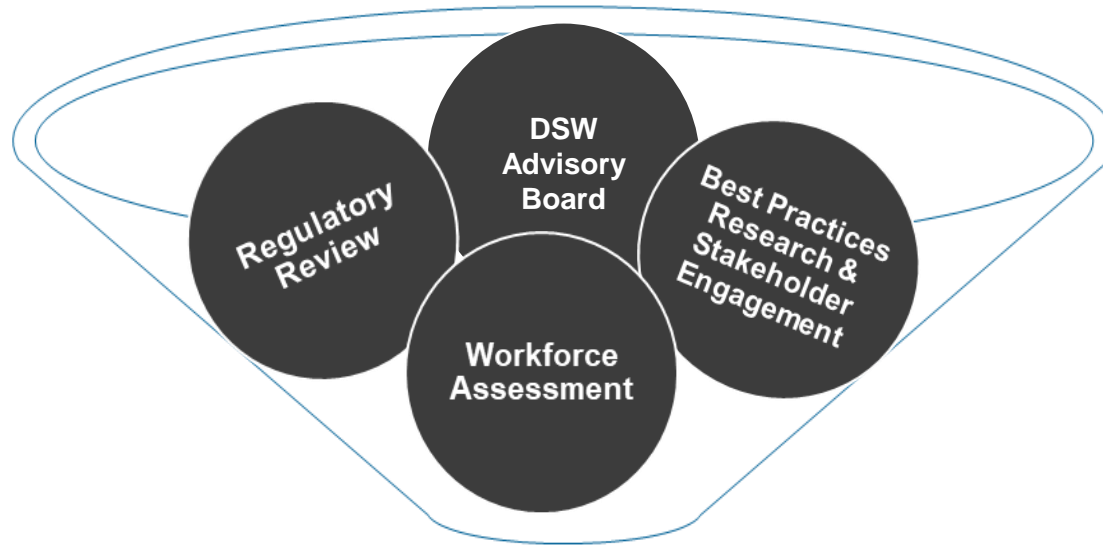 DSW
Advisory
Board
Regulatory
Review
Best Practices
Research &
Stakeholder
Engagement
Workforce
Assessment